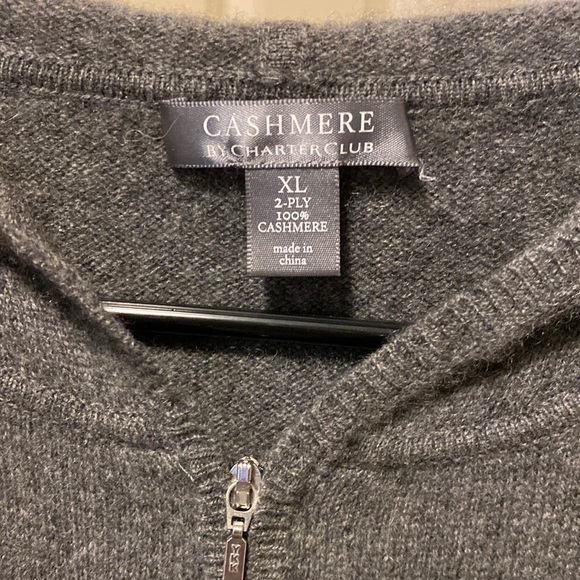 CASHMERE
BY CHARTER CLUB
XL
2-PLY
100%
CASHMERE
made in
china